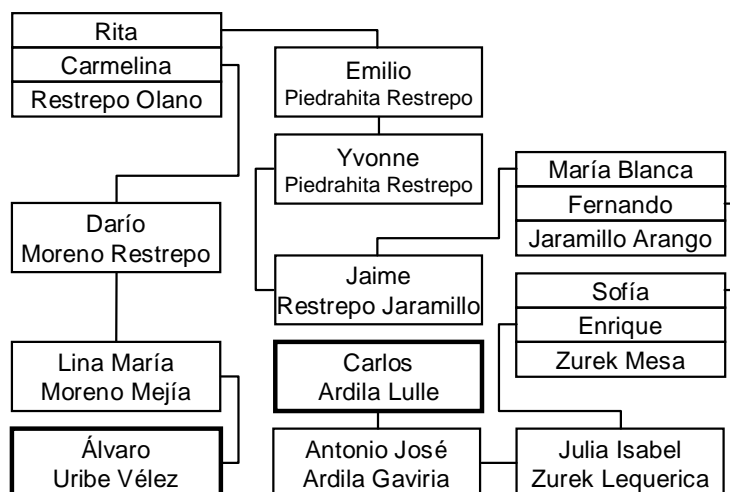 Rita
Carmelina
Restrepo Olano
Emilio
Piedrahita Restrepo
Yvonne
Piedrahita Restrepo
María Blanca
Fernando
Jaramillo Arango
Darío
Moreno Restrepo
Jaime
Restrepo Jaramillo
Sofía
Enrique
Zurek Mesa
Lina María
Moreno Mejía
Carlos
Ardila Lulle
Álvaro
Uribe Vélez
Antonio José
Ardila Gaviria
Julia Isabel
Zurek Lequerica